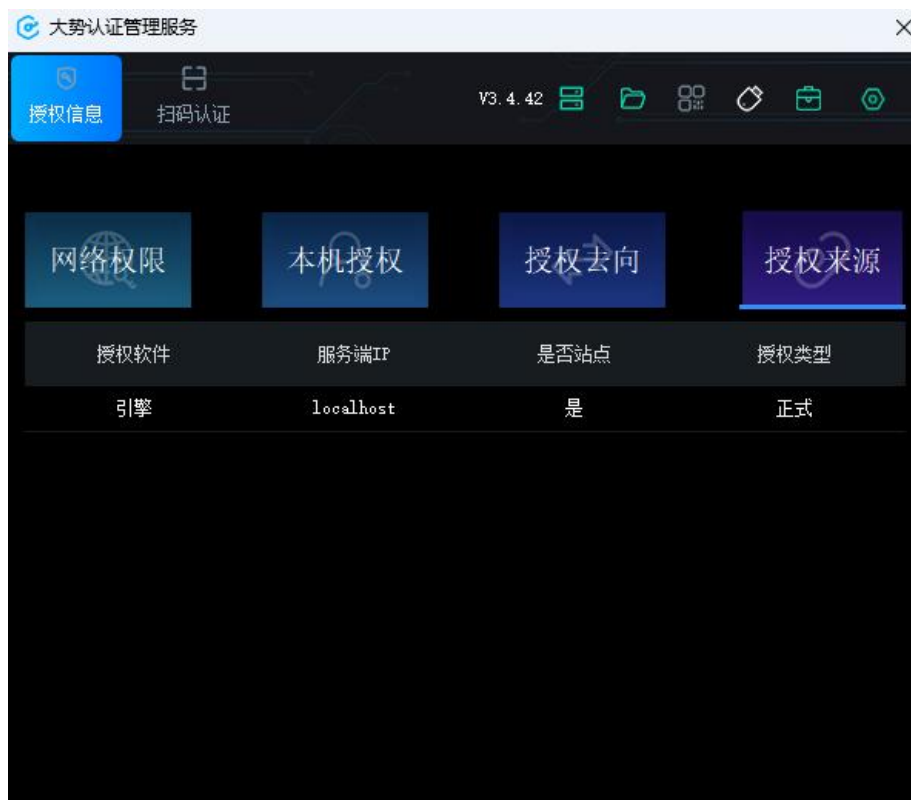 大势认证管理服务
授权信息 扫码认证 V3.4.42
网络权限 本机授权 授权去向 授权来源
授权软件 服务端IP 是否站点 授权类型
引擎 localhost 是 正式